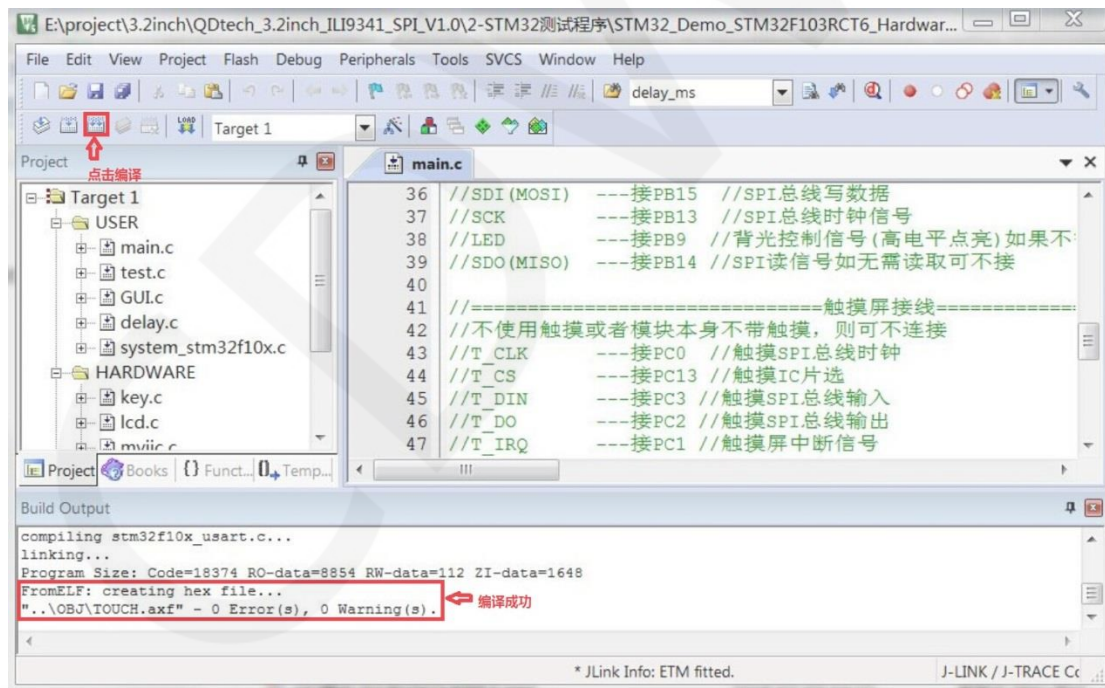 E:\project\3.2inch\QDtech_3.2inch_ILI9341_SPI_V1.0\2-STM32测试程序\STM32_Demo_STM32F103RCT6_Hardwar...
File Edit View Project Flash Debug Peripherals Tools SVCS Window Help
delay_ms
LOAD Target 1
点击编译
Project
main.c
Target 1
USER
main.c
test.c
GUI.c
delay.c
system_stm32f10x.c
HARDWARE
key.c
lcd.c
myiic.c
Project Books {} Funct... Temp...
36 //SDI(MOSI) ---接PB15 //SPI总线写数据
37 //SCK ---接PB13 //SPI总线时钟信号
38 //LED ---接PB9 //背光控制信号(高电平点亮)如果不
39 //SDO(MISO) ---接PB14 //SPI读信号如无需读取可不接
40
41 //================================触摸屏接线=============
42 //不使用触摸或者模块本身不带触摸，则可不连接
43 //T_CLK ---接PC0 //触摸SPI总线时钟
44 //T_CS ---接PC13 //触摸IC片选
45 //T_DIN ---接PC3 //触摸SPI总线输入
46 //T_DO ---接PC2 //触摸SPI总线输出
47 //T_IRQ ---接PC1 //触摸屏中断信号
Build Output
compiling stm32f10x_usart.c...
linking...
Program Size: Code=18374 RO-data=8854 RW-data=112 ZI-data=1648
FromELF: creating hex file...
"..\OBJ\TOUCH.axf" - 0 Error(s), 0 Warning(s).
编译成功
* JLink Info: ETM fitted.
J-LINK / J-TRACE